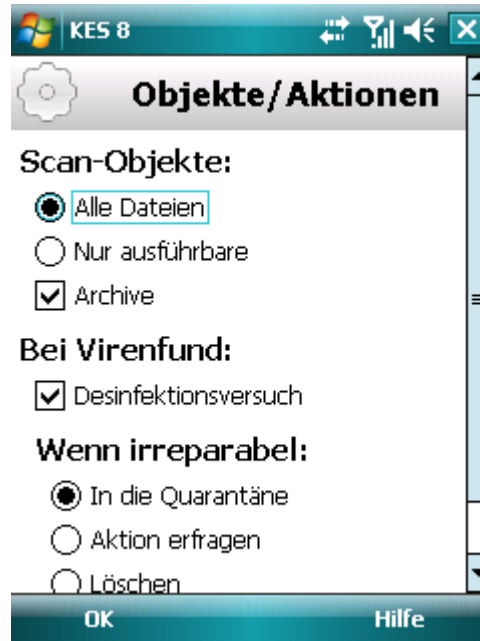 KES 8
Objekte/Aktionen
Scan-Objekte:
Alle Dateien
Nur ausführbare
Archive
Bei Virenfund:
Desinfektionsversuch
Wenn irreparabel:
In die Quarantäne
Aktion erfragen
Löschen
OK Hilfe